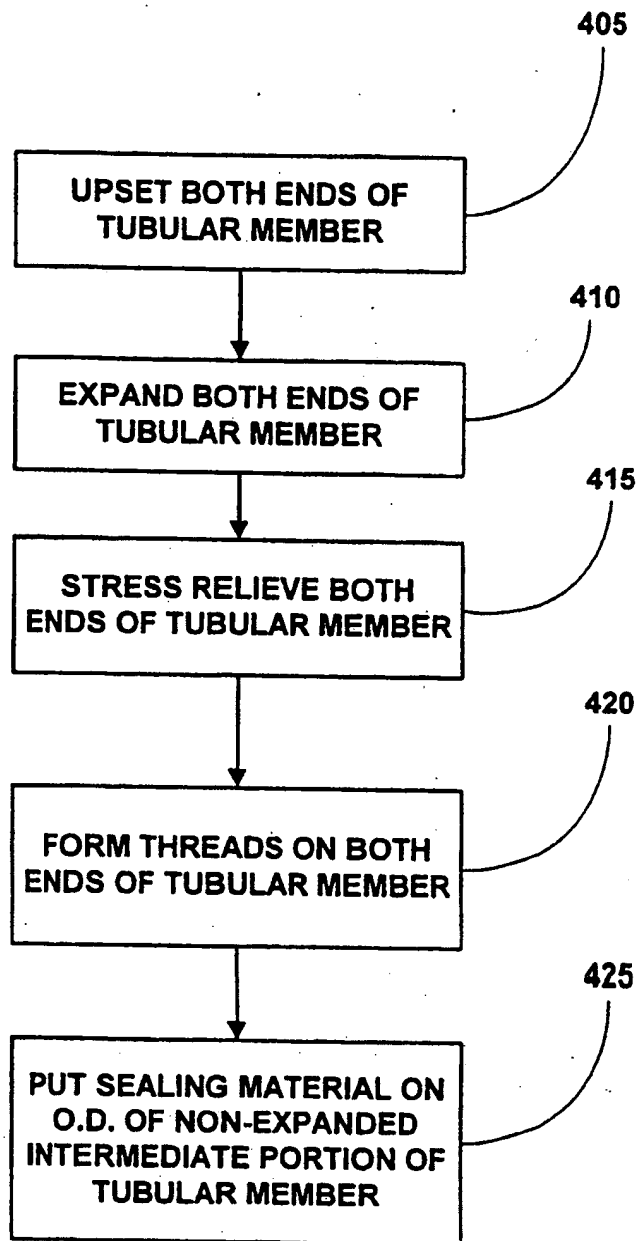 405
UPSET BOTH ENDS OF
TUBULAR MEMBER
410
EXPAND BOTH ENDS OF
TUBULAR MEMBER
415
STRESS RELIEVE BOTH
ENDS OF TUBULAR MEMBER
420
FORM THREADS ON BOTH
ENDS OF TUBULAR MEMBER
425
PUT SEALING MATERIAL ON
O.D. OF NON-EXPANDED
INTERMEDIATE PORTION OF
TUBULAR MEMBER